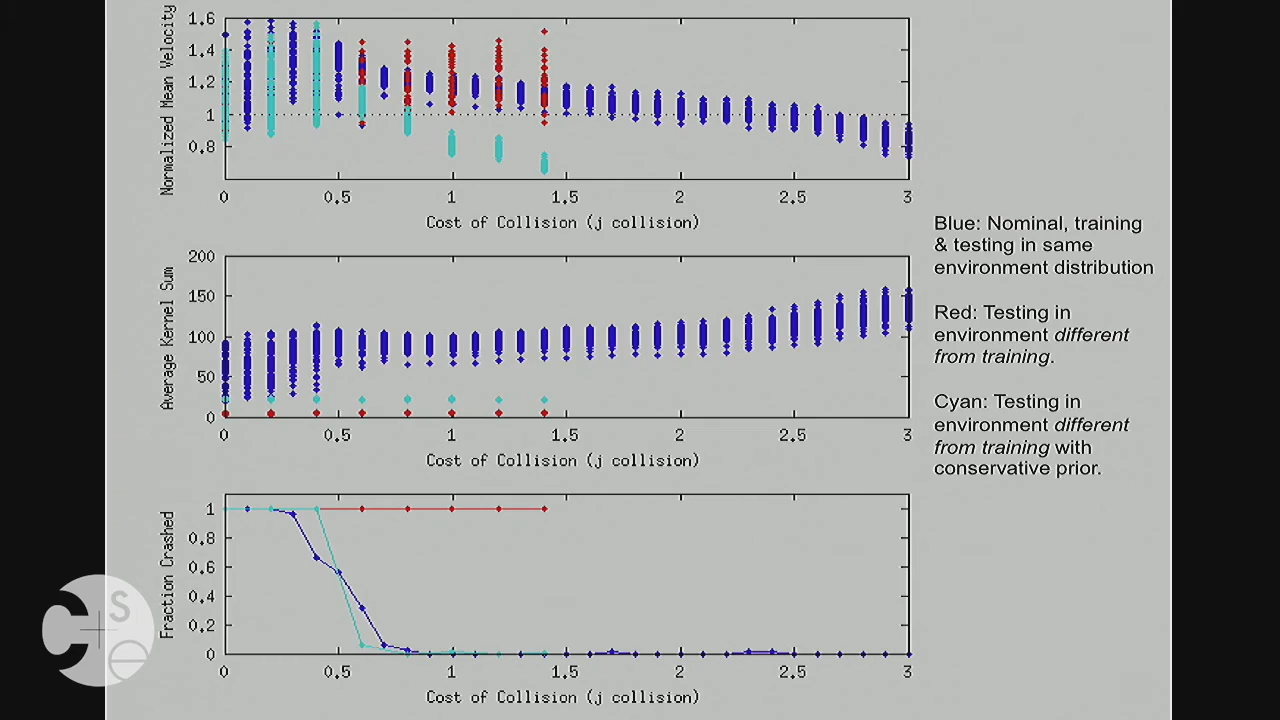 Normalized Mean Velocity
1.6
1.4
1.2
1
0.8
0 0.5 1 1.5 2 2.5 3
Cost of Collision (j collision)
Average Kernel Sum
200
150
100
50
0
0 0.5 1 1.5 2 2.5 3
Cost of Collision (j collision)
Fraction Crashed
1
0.8
0.6
0.4
0.2
0
0 0.5 1 1.5 2 2.5 3
Cost of Collision (j collision)
Blue: Nominal, training
& testing in same
environment distribution
Red: Testing in
environment different
from training.
Cyan: Testing in
environment different
from training with
conservative prior.
C S e